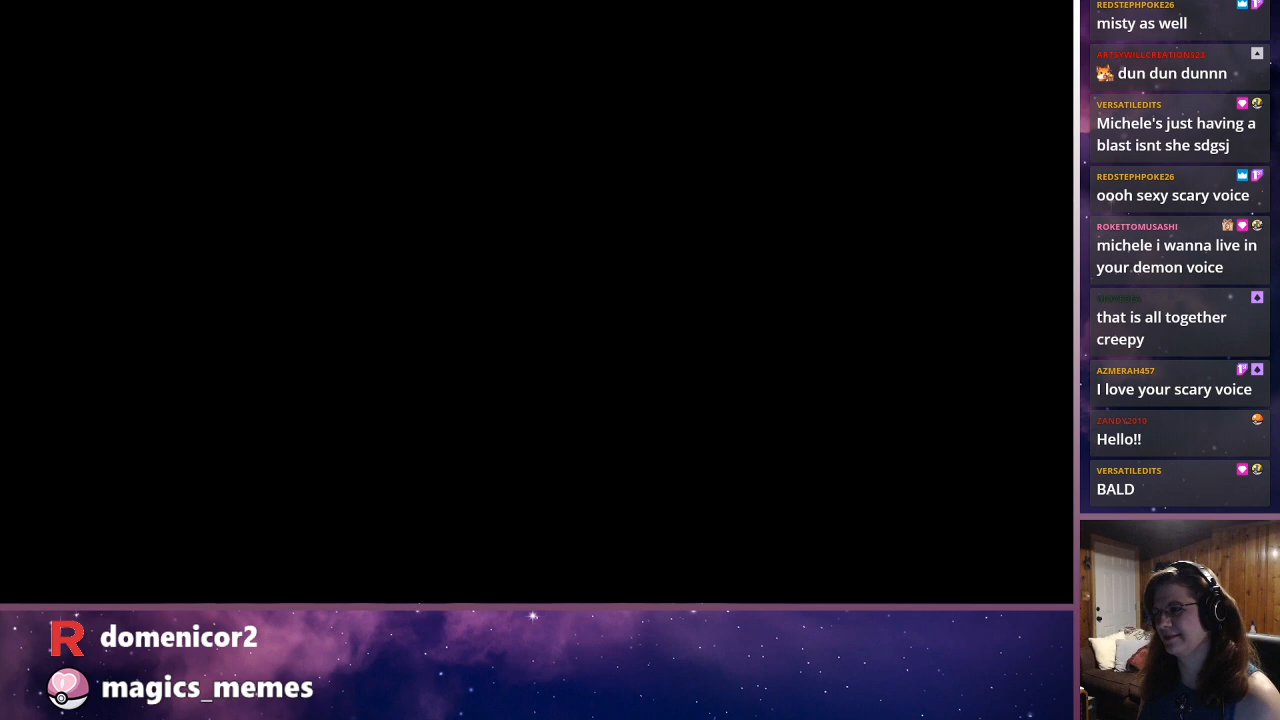 REDSTEPHPOKE26
misty as well
ARTSYWILLCREATIONS23
dun dun dunnn
VERSATILEDITS
Michele's just having a
blast isnt she sdgsj
REDSTEPHPOKE26
oooh sexy scary voice
ROKETTOMUSASHI
michele i wanna live in
your demon voice
that is all together
creepy
AZMERAH457
I love your scary voice
ZANDY2010
Hello!!
VERSATILEDITS
BALD
R domenicor2
magics_memes